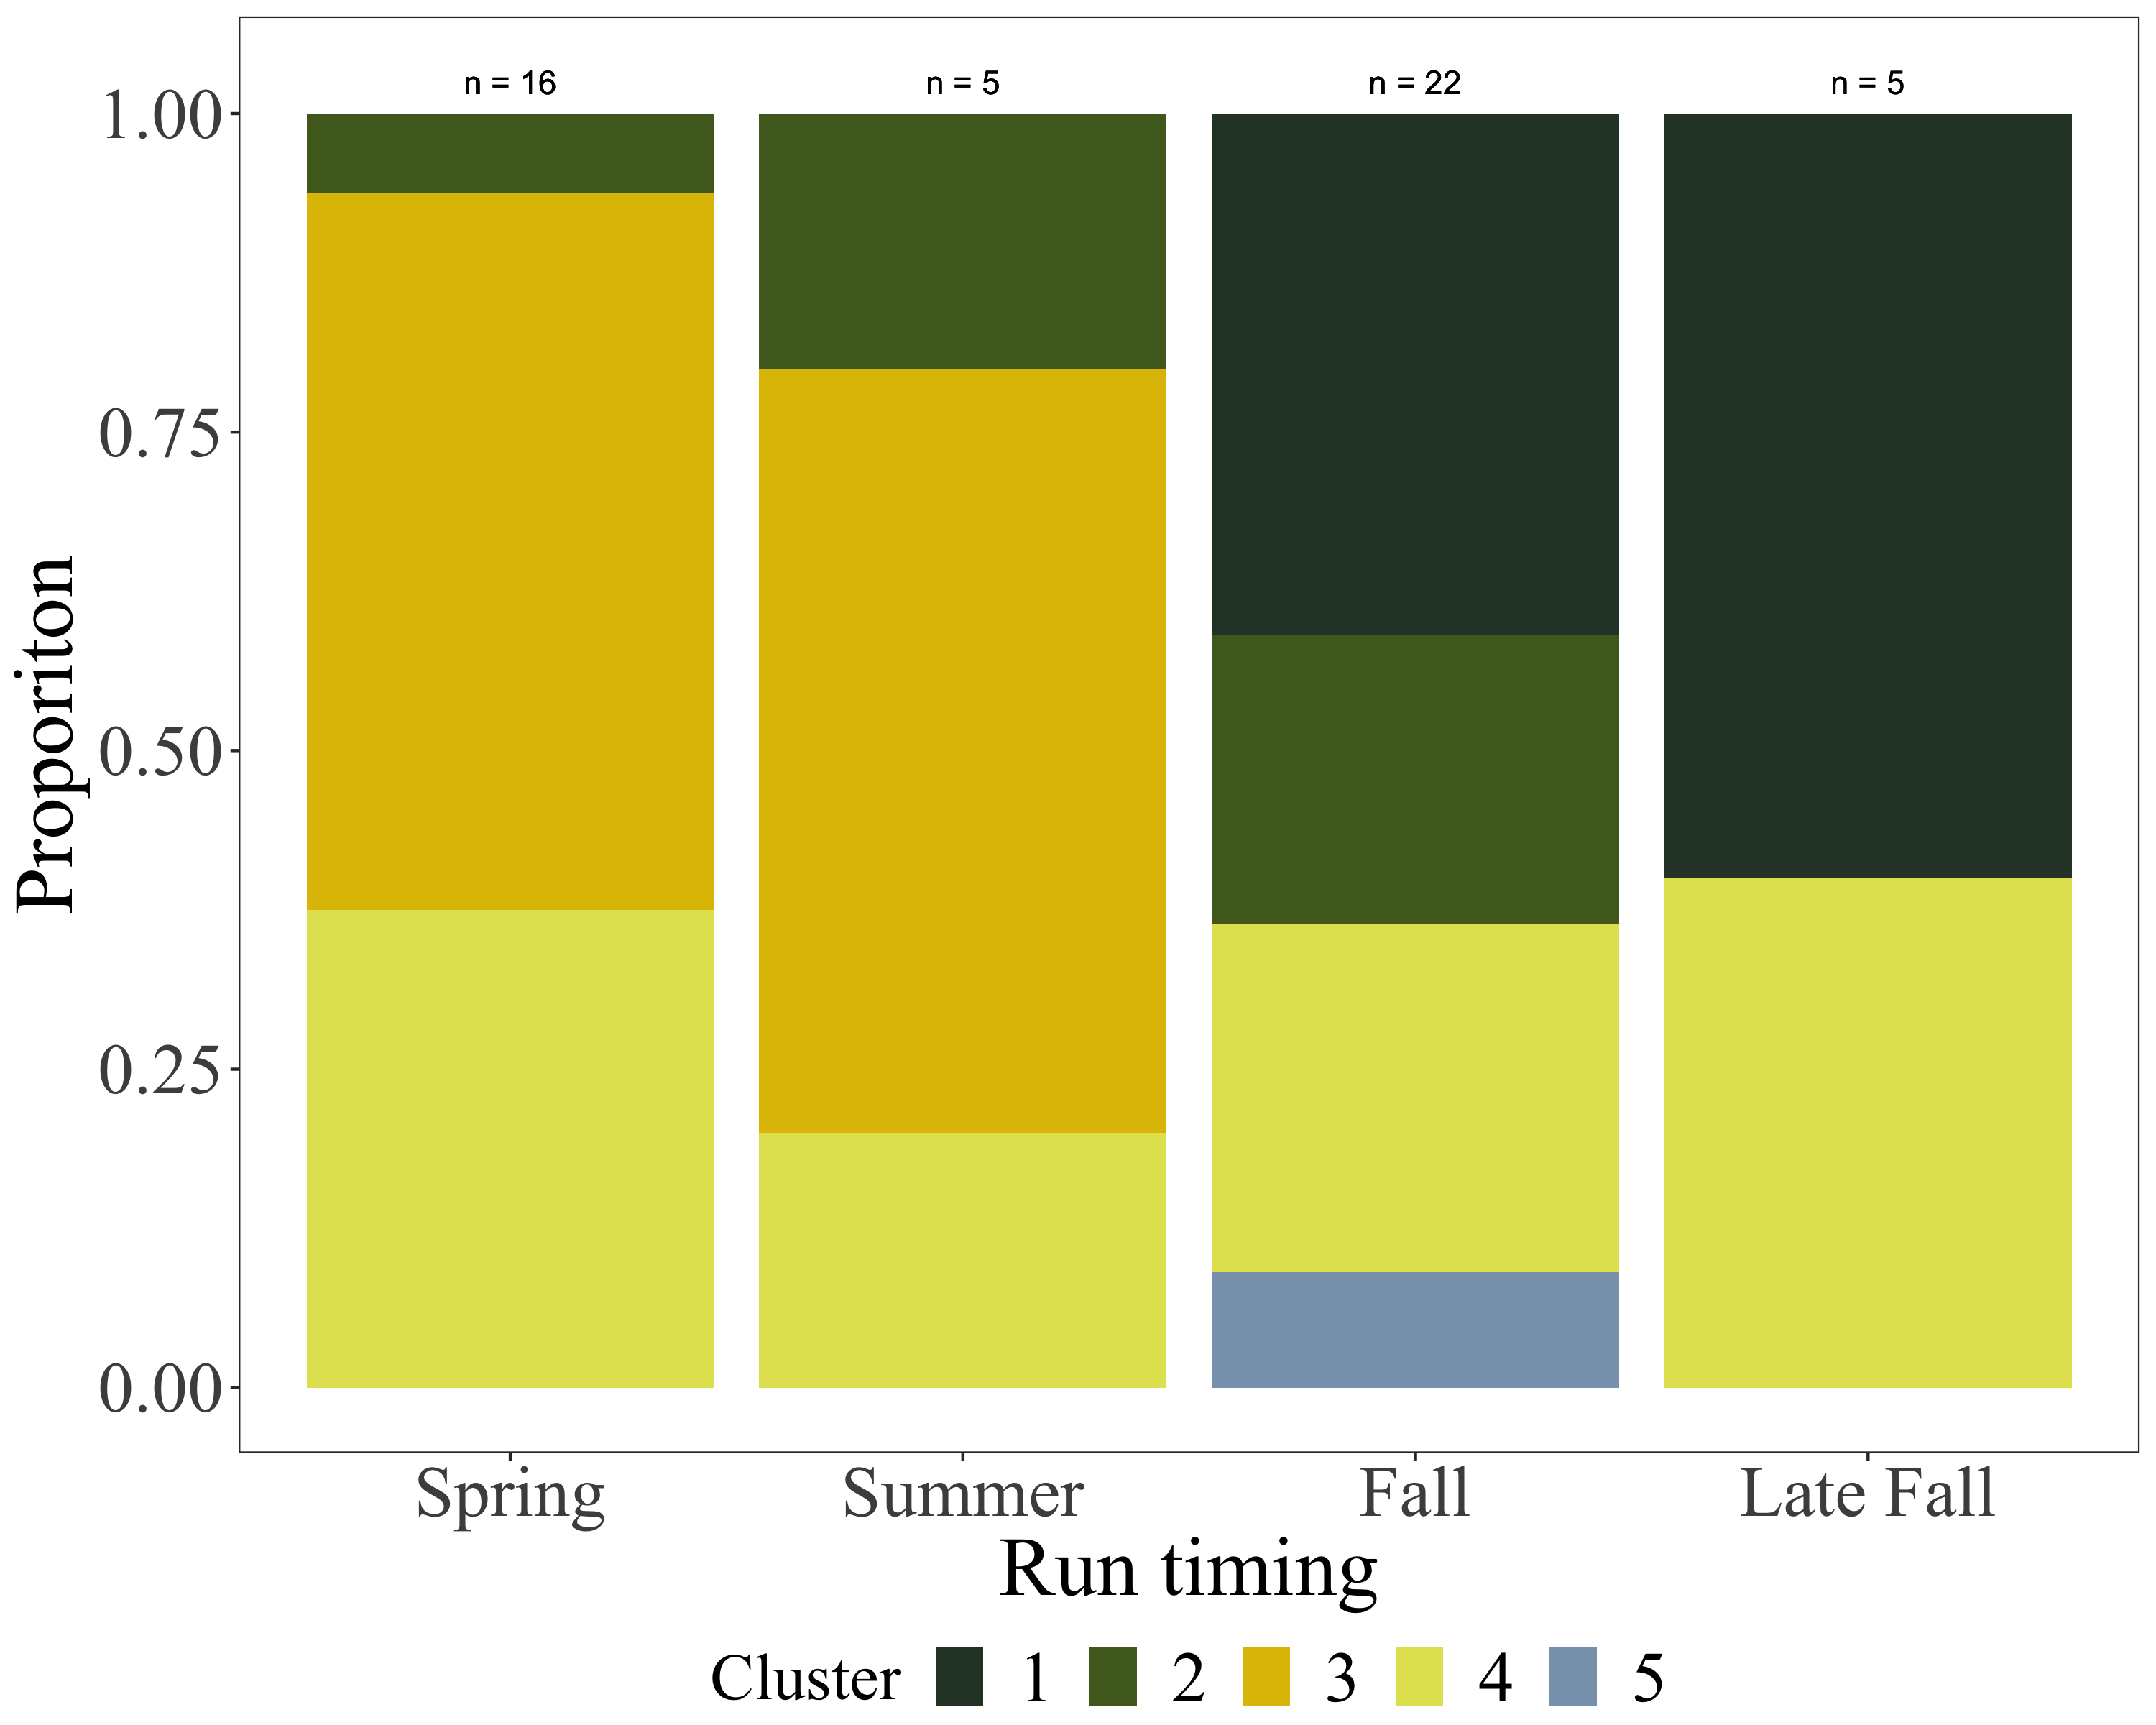 n = 16 n = 5 n = 22 n = 5
1.00
0.75
0.50
0.25
0.00
Proporiton
Spring Summer Fall Late Fall
Run timing
Cluster 1 2 3 4 5